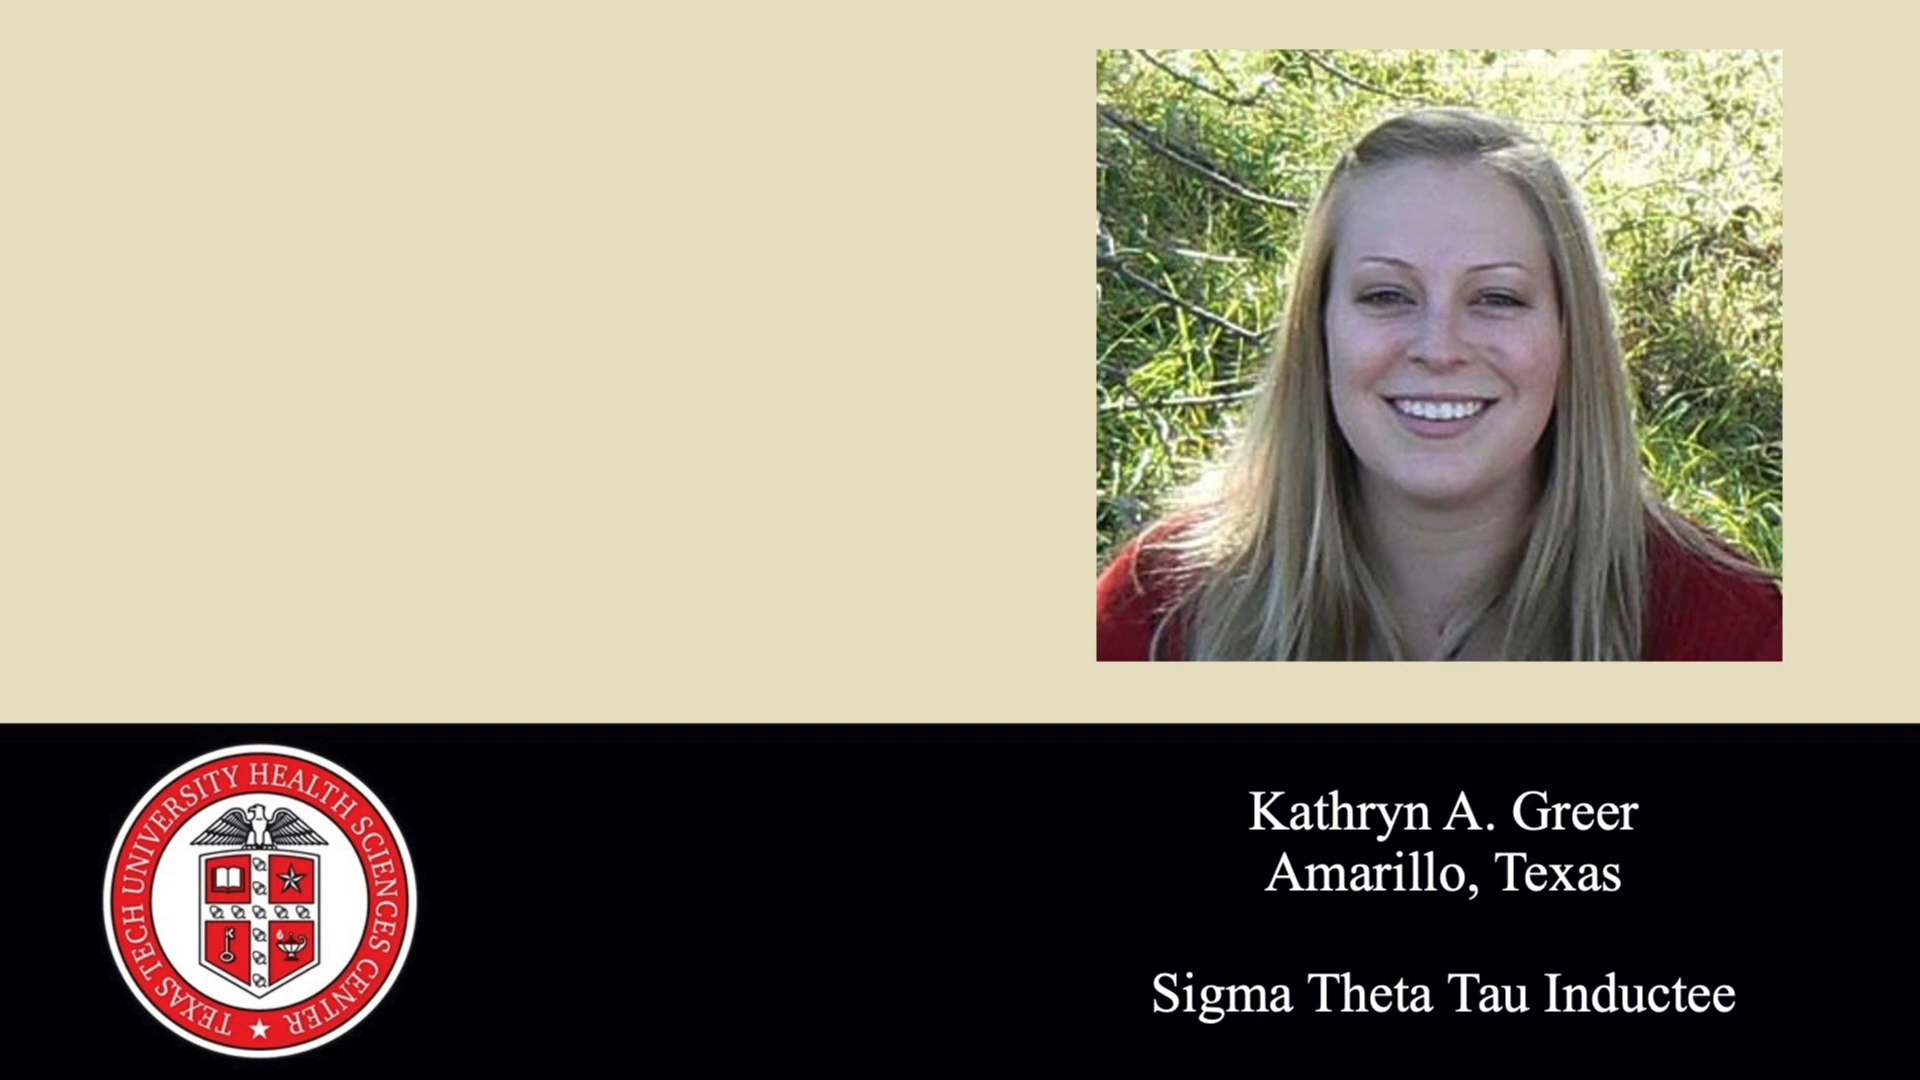 TEXAS TECH UNIVERSITY HEALTH SCIENCES CENTER
Kathryn A. Greer
Amarillo, Texas
Sigma Theta Tau Inductee